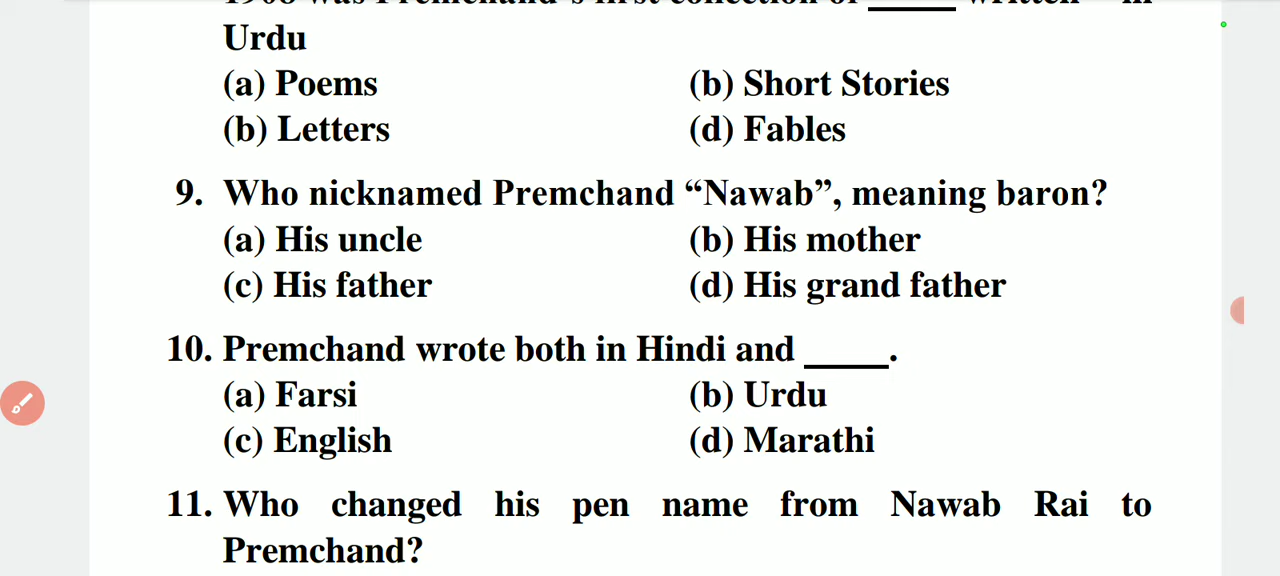 Urdu
(a) Poems (b) Short Stories
(b) Letters (d) Fables
9. Who nicknamed Premchand “Nawab”, meaning baron?
(a) His uncle (b) His mother
(c) His father (d) His grand father
10. Premchand wrote both in Hindi and _____.
(a) Farsi (b) Urdu
(c) English (d) Marathi
11. Who changed his pen name from Nawab Rai to
Premchand?